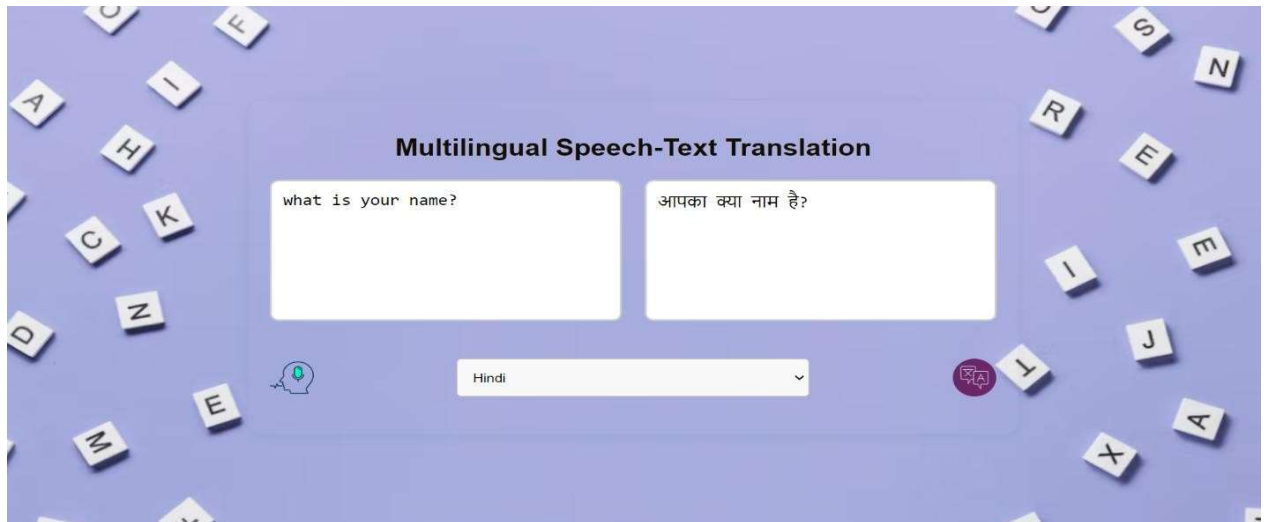 Multilingual Speech-Text Translation
what is your name?
आपका क्या नाम है?
Hindi
A
H
I
F
C
K
N
D
M
E
S
N
R
E
I
E
J
T
A
X